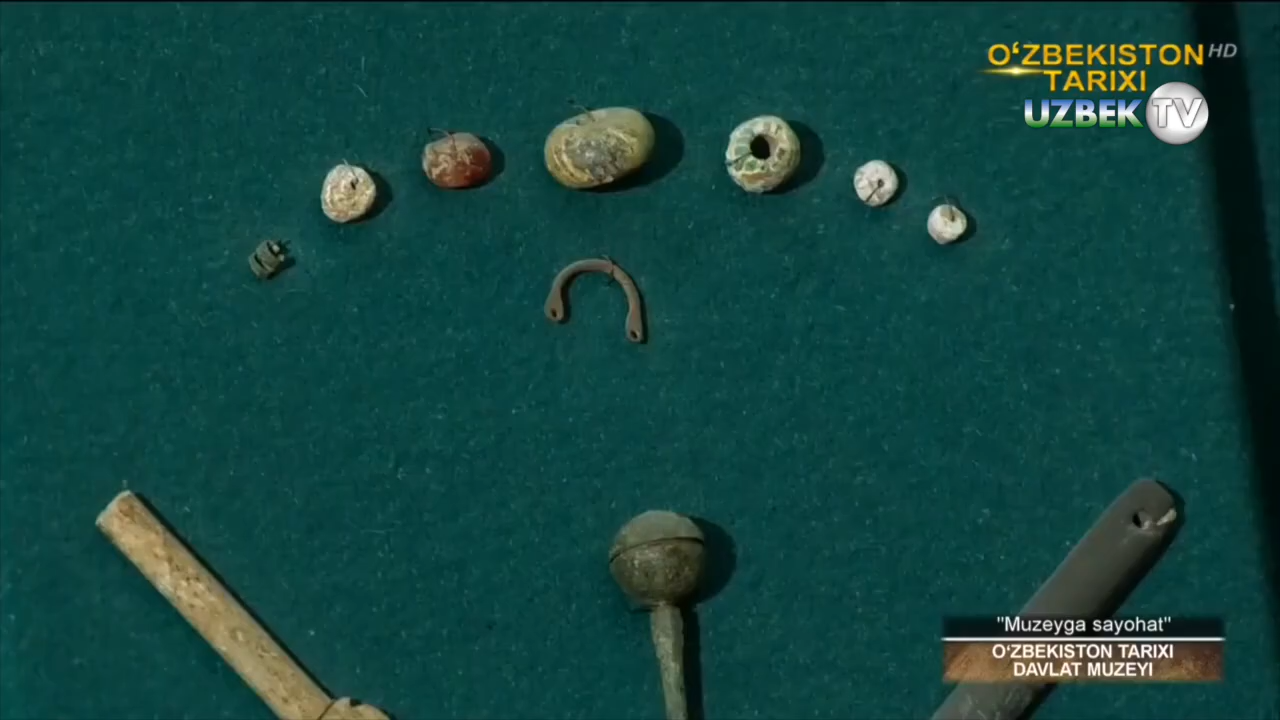 O‘ZBEKISTON HD
TARIXI
UZBEK TV
"Muzeyga sayohat"
O‘ZBEKISTON TARIXI
DAVLAT MUZEYI